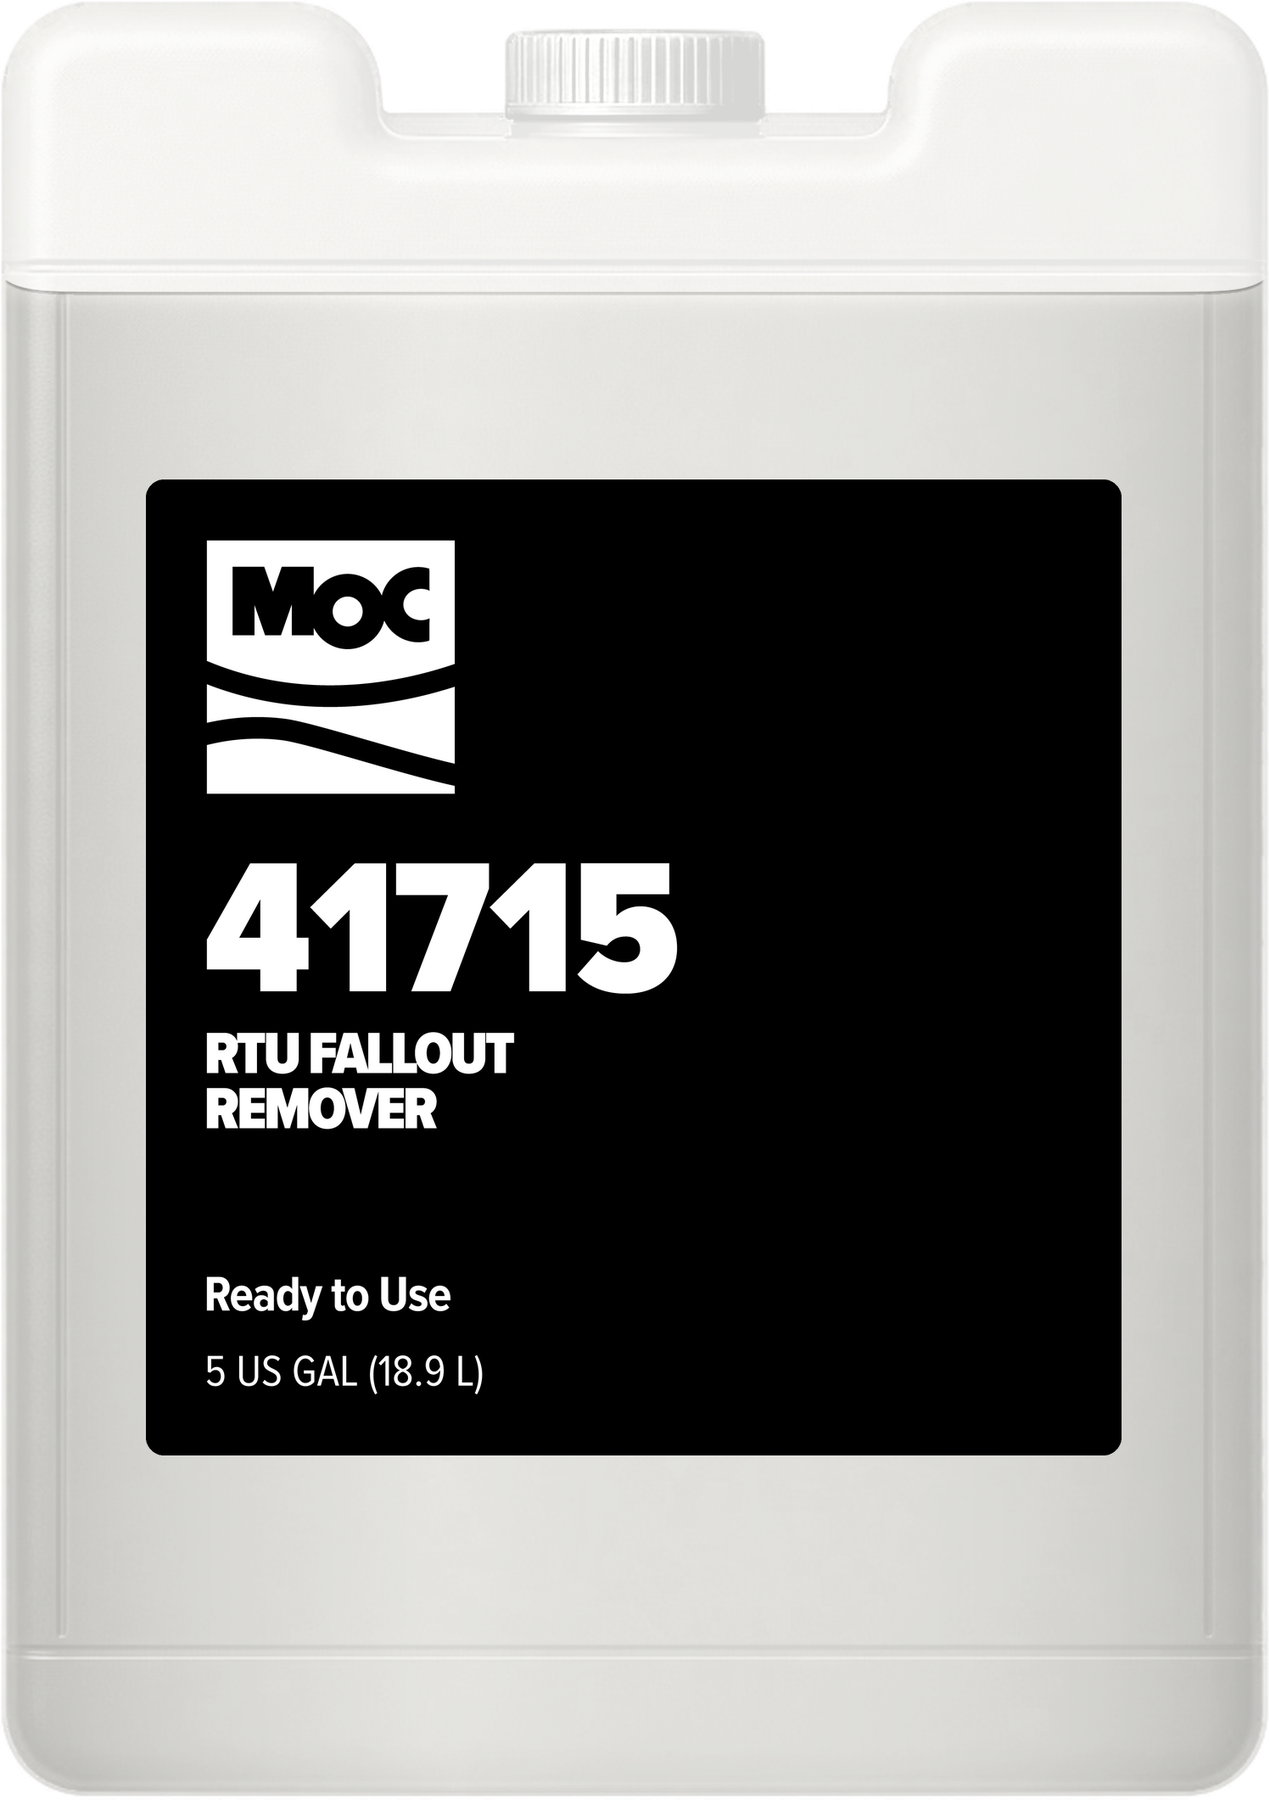 MOC
41715
RTU FALLOUT
REMOVER
Ready to Use
5 US GAL (18.9 L)